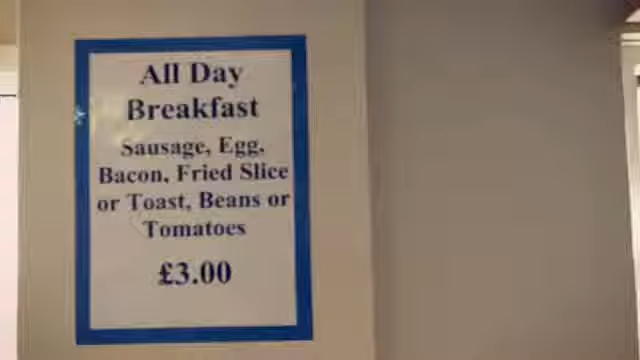 All Day
Breakfast
Sausage, Egg,
Bacon, Fried Slice
or Toast, Beans or
Tomatoes
£3.00